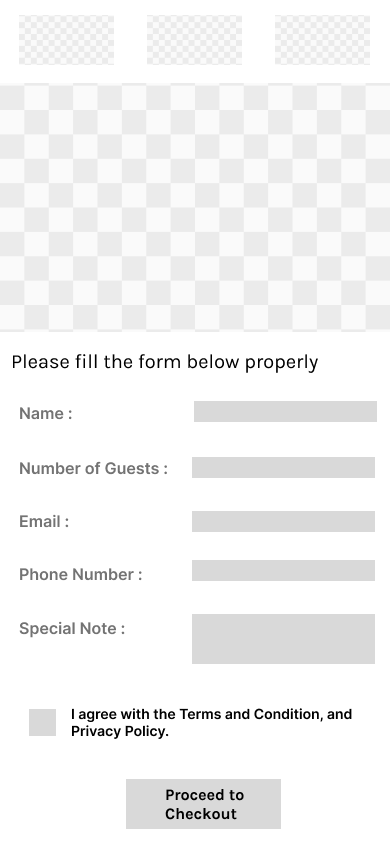 Please fill the form below properly
Name :
Number of Guests :
Email :
Phone Number :
Special Note :
I agree with the Terms and Condition, and
Privacy Policy.
Proceed to
Checkout